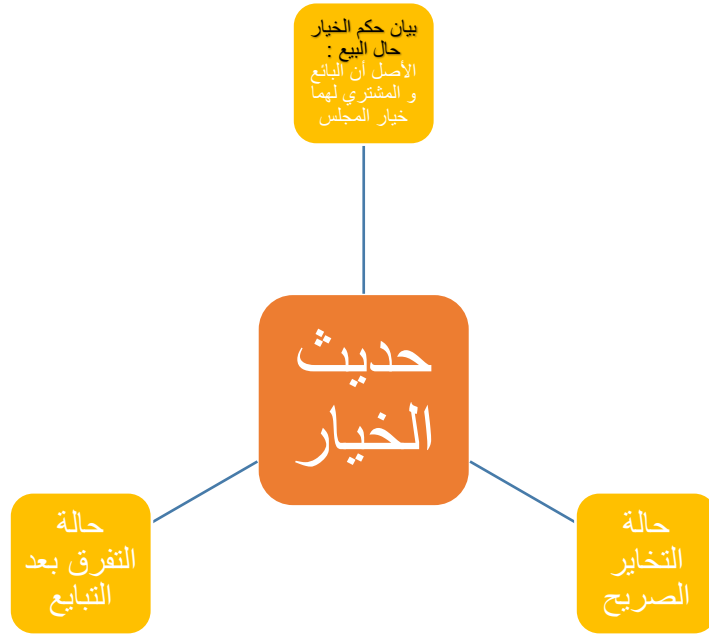 بيان حكم الخيار
حال البيع :
الأصل أن البائع
و المشتري لهما
خيار المجلس
حديث
الخيار
حالة
التخاير
الصريح
حالة
التفرق بعد
التبايع